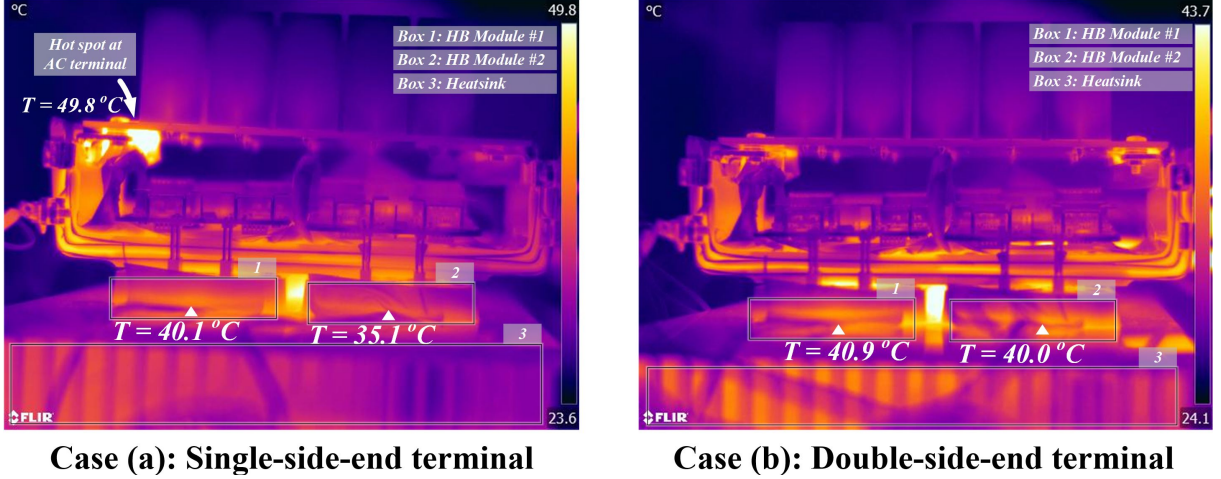 °C
49.8
Hot spot at
AC terminal
T = 49.8 °C
Box 1: HB Module #1
Box 2: HB Module #2
Box 3: Heatsink
1
2
T = 40.1 °C
T = 35.1 °C
3
FLIR
23.6
Case (a): Single-side-end terminal
°C
43.7
Box 1: HB Module #1
Box 2: HB Module #2
Box 3: Heatsink
1
2
T = 40.9 °C
T = 40.0 °C
3
FLIR
24.1
Case (b): Double-side-end terminal